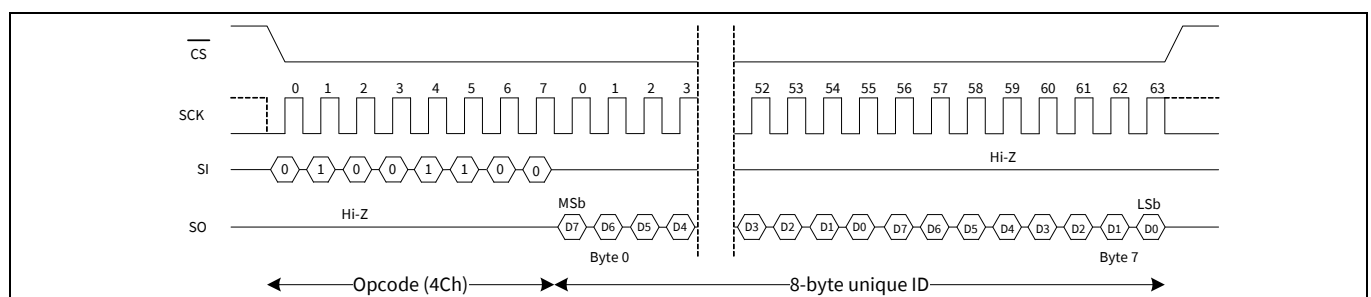 CS
0 1 2 3 4 5 6 7 0 1 2 3 52 53 54 55 56 57 58 59 60 61 62 63
SCK
Hi-Z
SI 0 1 0 0 1 1 0 0
MSb LSb
Hi-Z
SO D7 D6 D5 D4 D3 D2 D1 D0 D7 D6 D5 D4 D3 D2 D1 D0
Byte 0 Byte 7
Opcode (4Ch) 8-byte unique ID